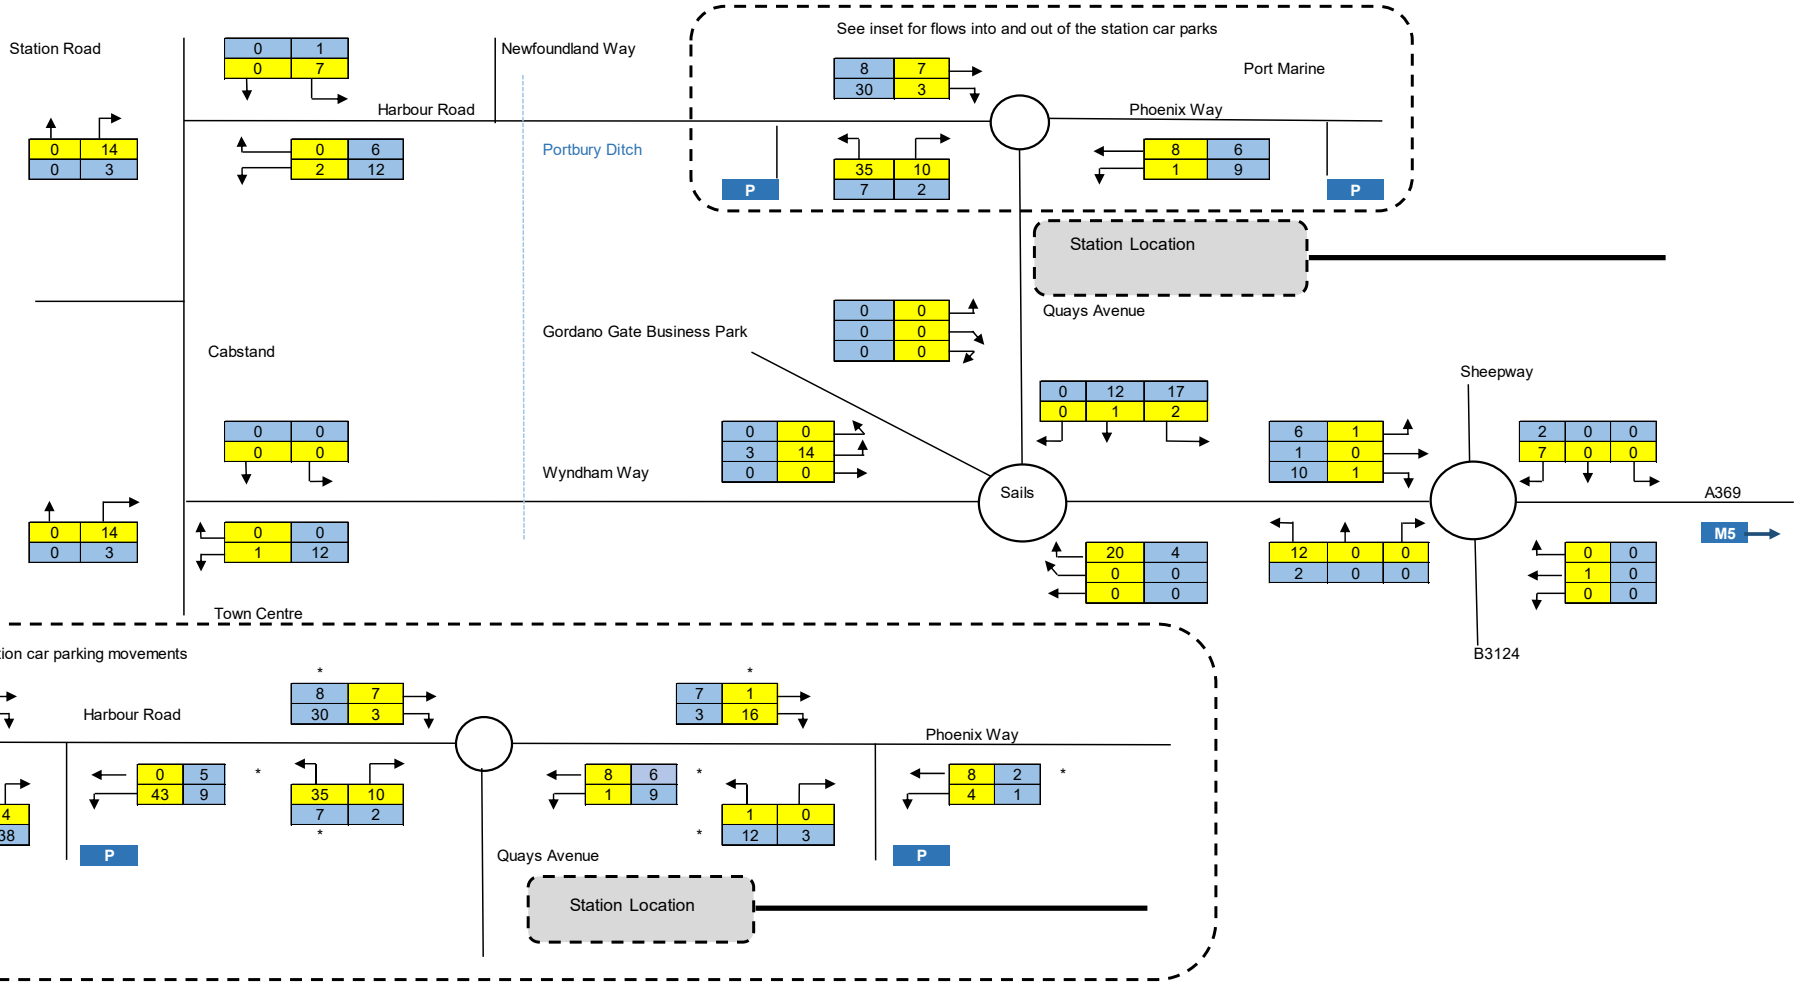 See inset for flows into and out of the station car parks
Station Road
0 1
0 7
Newfoundland Way
8 7
30 3
Port Marine
Harbour Road
Phoenix Way
0 14
0 3
0 6
2 12
Portbury Ditch
35 10
7 2
8 6
1 9
P
P
Station Location
0 0
0 0
0 0
Quays Avenue
Gordano Gate Business Park
Cabstand
Sheepway
0 12 17
0 1 2
0 0
0 0
0 0
3 14
0 0
6 1
1 0
10 1
2 0 0
7 0 0
Wyndham Way
Sails
A369
0 14
0 3
0 0
1 12
20 4
0 0
0 0
12 0 0
2 0 0
0 0
1 0
0 0
M5
Town Centre
tion car parking movements
B3124
*
*
8 7
30 3
7 1
3 16
Harbour Road
Phoenix Way
4
38
0 5
43 9
*
35 10
7 2
*
8 6
1 9
*
1 0
12 3
*
8 2
4 1
*
P
Quays Avenue
P
Station Location